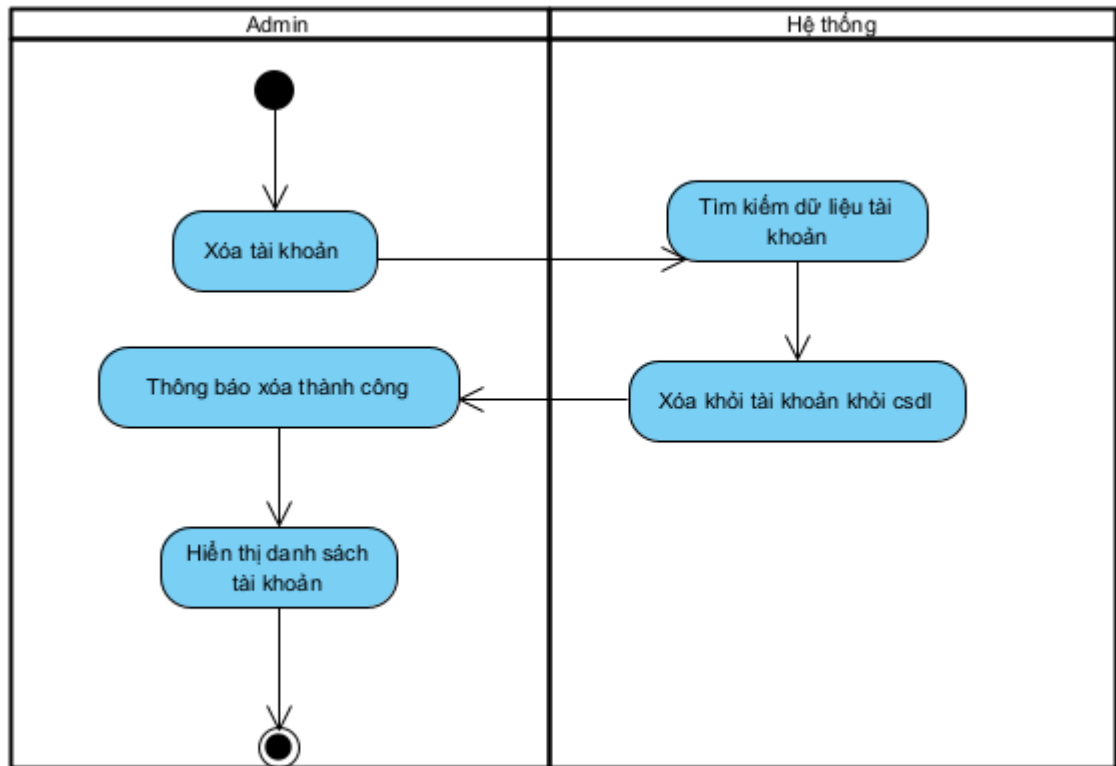 Admin
Hệ thống
Tìm kiếm dữ liệu tài
khoản
Xóa tài khoản
Thông báo xóa thành công
Xóa khỏi tài khoản khỏi csdl
Hiển thị danh sách
tài khoản